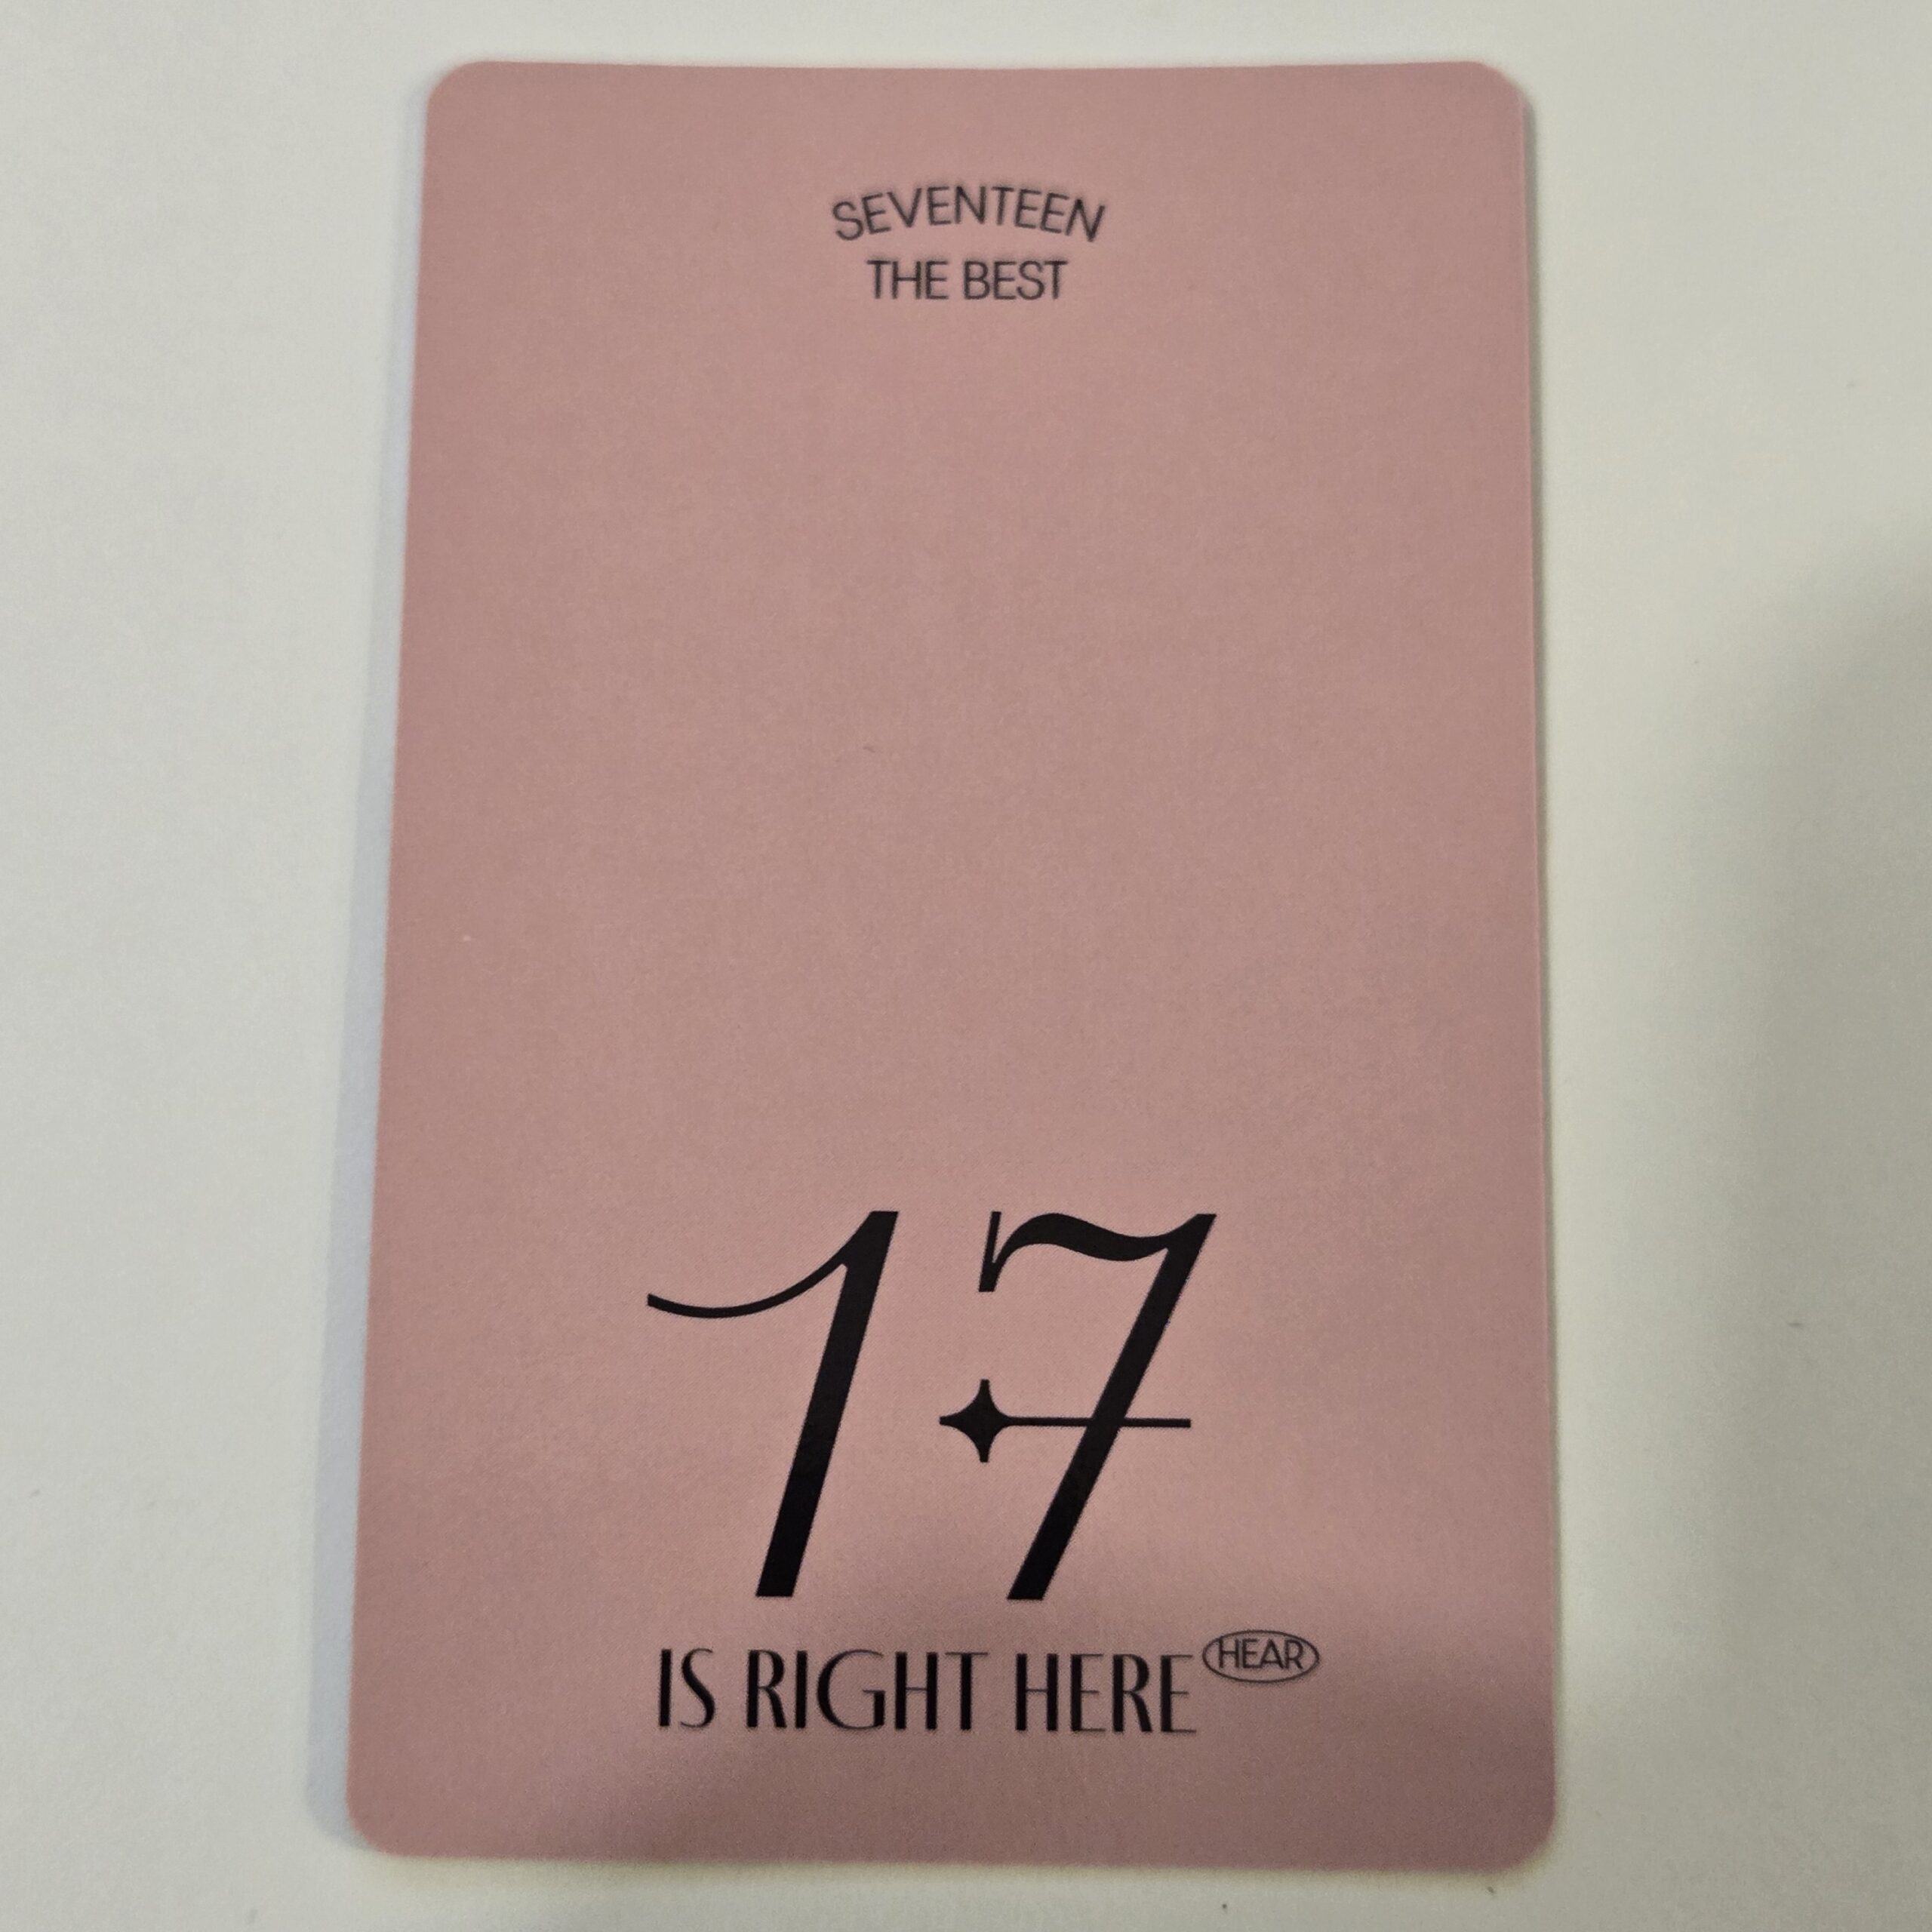 SEVENTEEN
THE BEST
17
IS RIGHT HERE HEAR